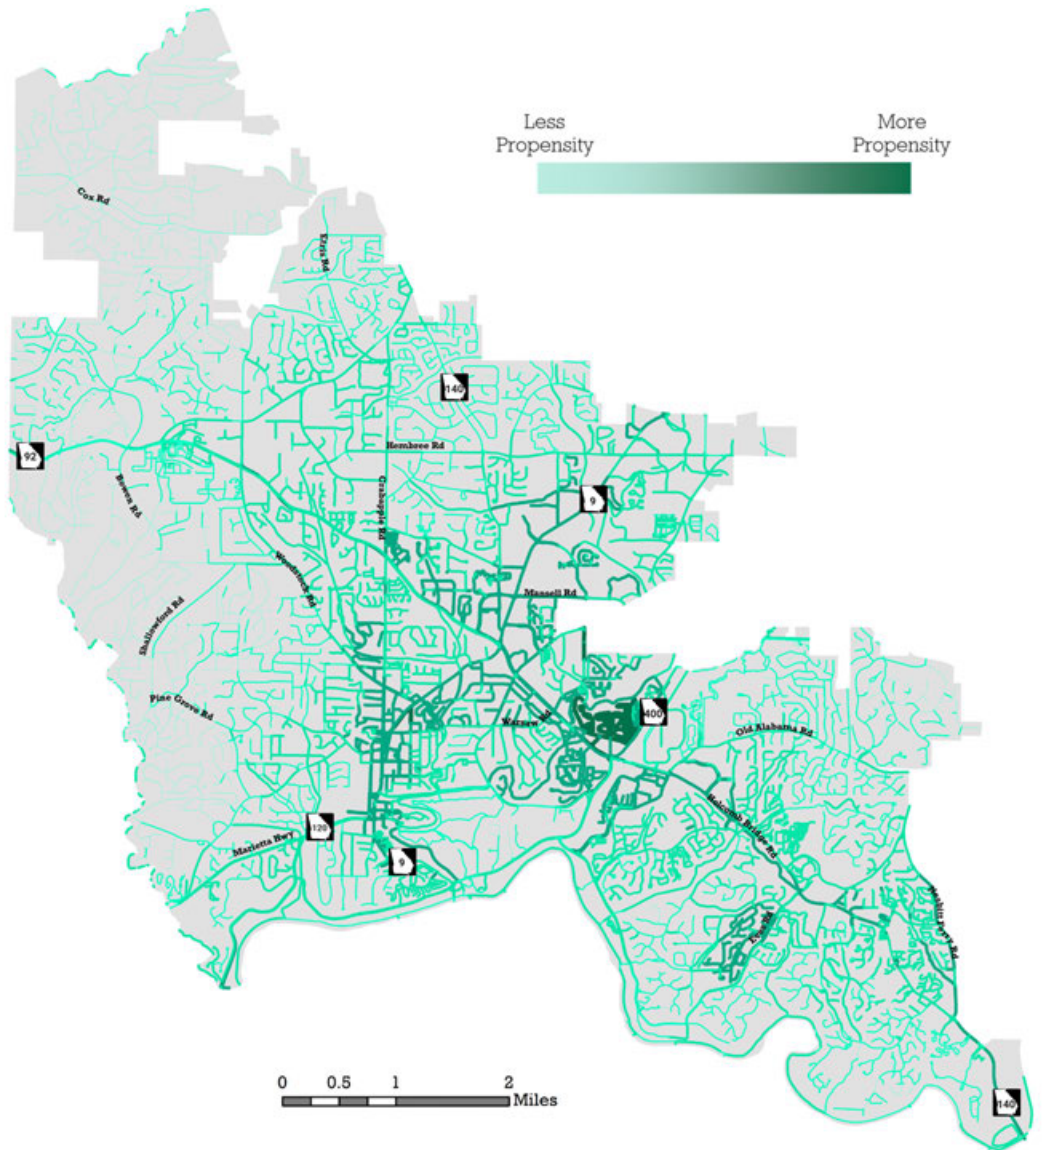 Less
Propensity
More
Propensity
Cox Rd
Etris Rd
140
Hembree Rd
92
Bowen Rd
Crabapple Rd
9
Woodstock Rd
Mansell Rd
Shallowford Rd
Pine Grove Rd
Warsaw Rd
400
Old Alabama Rd
120
Marietta Hwy
Holcomb Bridge Rd
9
Eves Rd
Nesbitt Ferry Rd
0 0.5 1 2
Miles
140